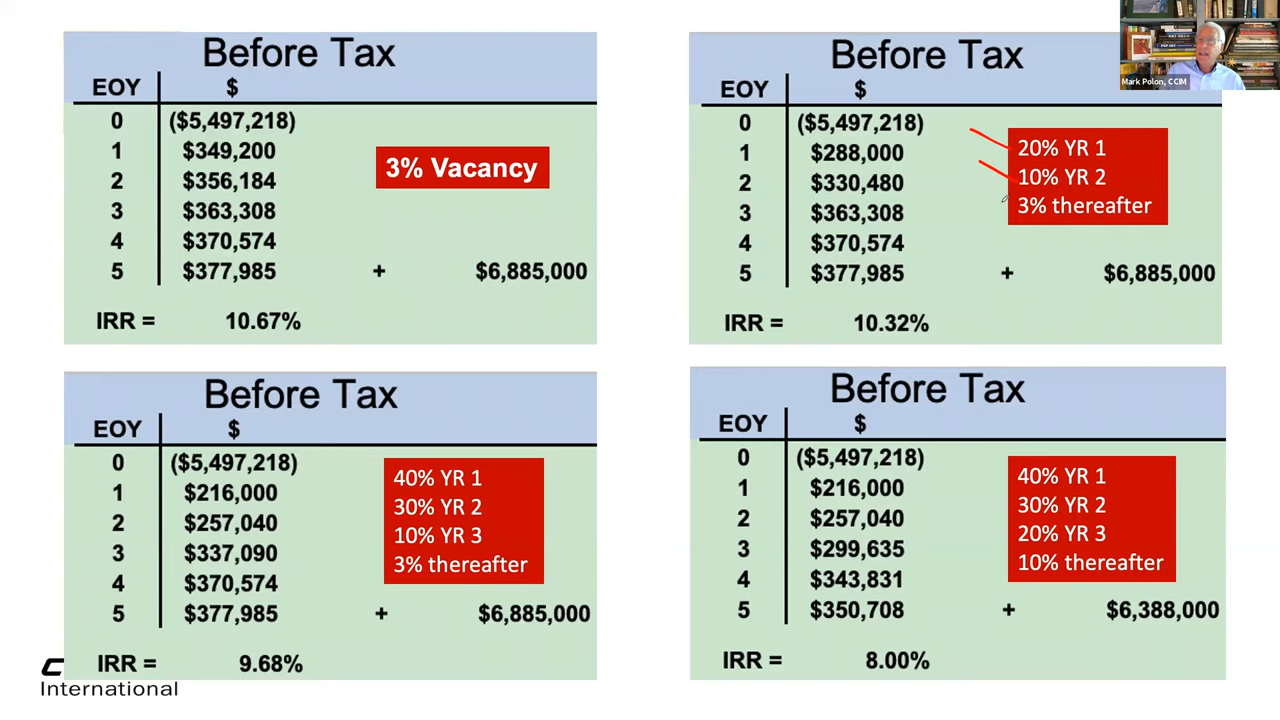 Before Tax
EOY $
0 ($5,497,218)
1 $349,200
2 $356,184
3 $363,308
4 $370,574
5 $377,985 + $6,885,000
IRR = 10.67%
3% Vacancy
Before Tax
EOY $
0 ($5,497,218)
1 $288,000
2 $330,480
3 $363,308
4 $370,574
5 $377,985 + $6,885,000
IRR = 10.32%
20% YR 1
10% YR 2
3% thereafter
Mark Polon, CCIM
Before Tax
EOY $
0 ($5,497,218)
1 $216,000
2 $257,040
3 $337,090
4 $370,574
5 $377,985 + $6,885,000
IRR = 9.68%
40% YR 1
30% YR 2
10% YR 3
3% thereafter
Before Tax
EOY $
0 ($5,497,218)
1 $216,000
2 $257,040
3 $299,635
4 $343,831
5 $350,708 + $6,388,000
IRR = 8.00%
40% YR 1
30% YR 2
20% YR 3
10% thereafter
International